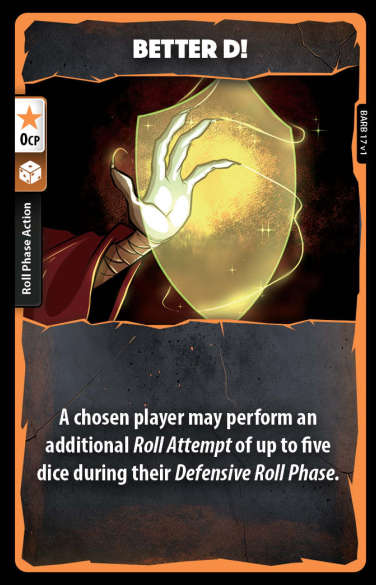 BETTER D!
0CP
Roll Phase Action
BARB 17 v1
A chosen player may perform an
additional Roll Attempt of up to five
dice during their Defensive Roll Phase.